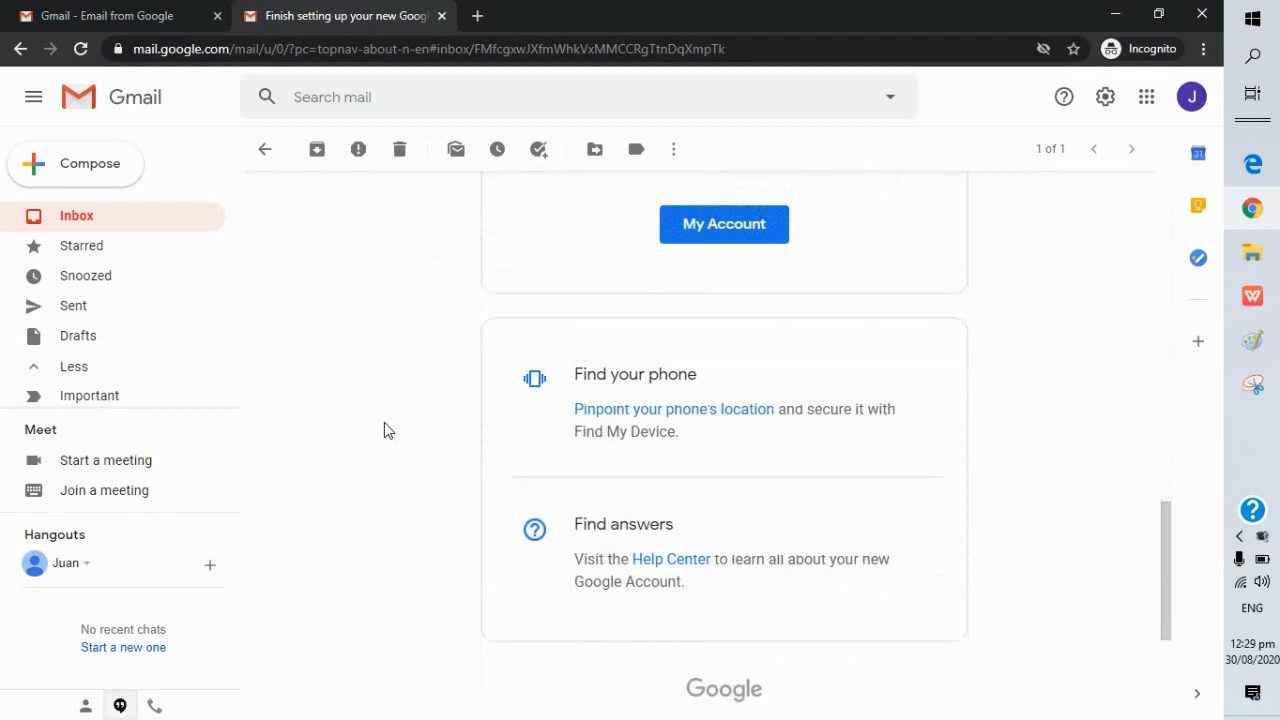 Gmail - Email from Google
Finish setting up your new Googl
mail.google.com/mail/u/0/?pc=topnav-about-n-en#inbox/FMfcgxwJXfmWhkVxMMCCRgTtnDqXmpTk
Incognito
Gmail
Search mail
J
Compose
1 of 1
31
Inbox
Starred
Snoozed
Sent
Drafts
Less
Important
Meet
Start a meeting
Join a meeting
Hangouts
Juan
No recent chats
Start a new one
My Account
Find your phone
Pinpoint your phone's location and secure it with
Find My Device.
Find answers
Visit the Help Center to learn all about your new
Google Account.
Google
ENG
12:29 pm
30/08/2020